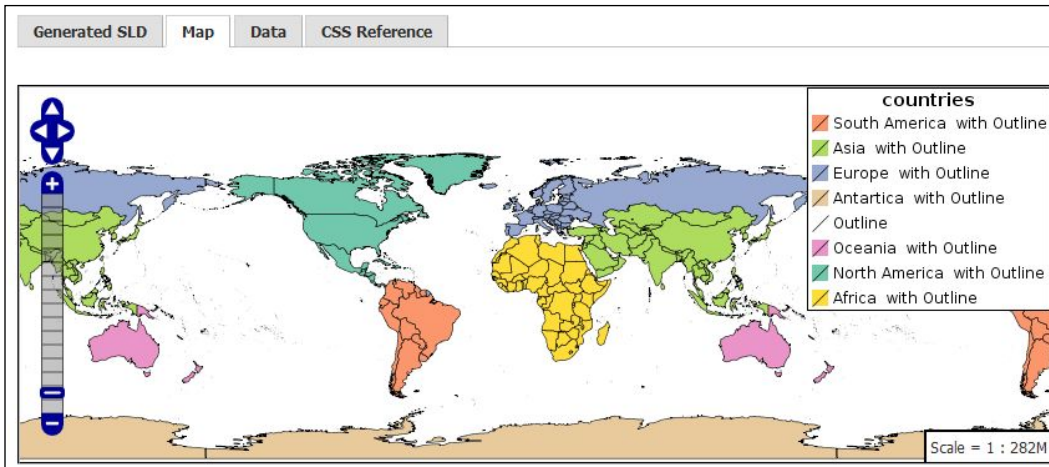 Generated SLD Map Data CSS Reference
countries
South America with Outline
Asia with Outline
Europe with Outline
Antartica with Outline
Outline
Oceania with Outline
North America with Outline
Africa with Outline
Scale = 1 : 282M